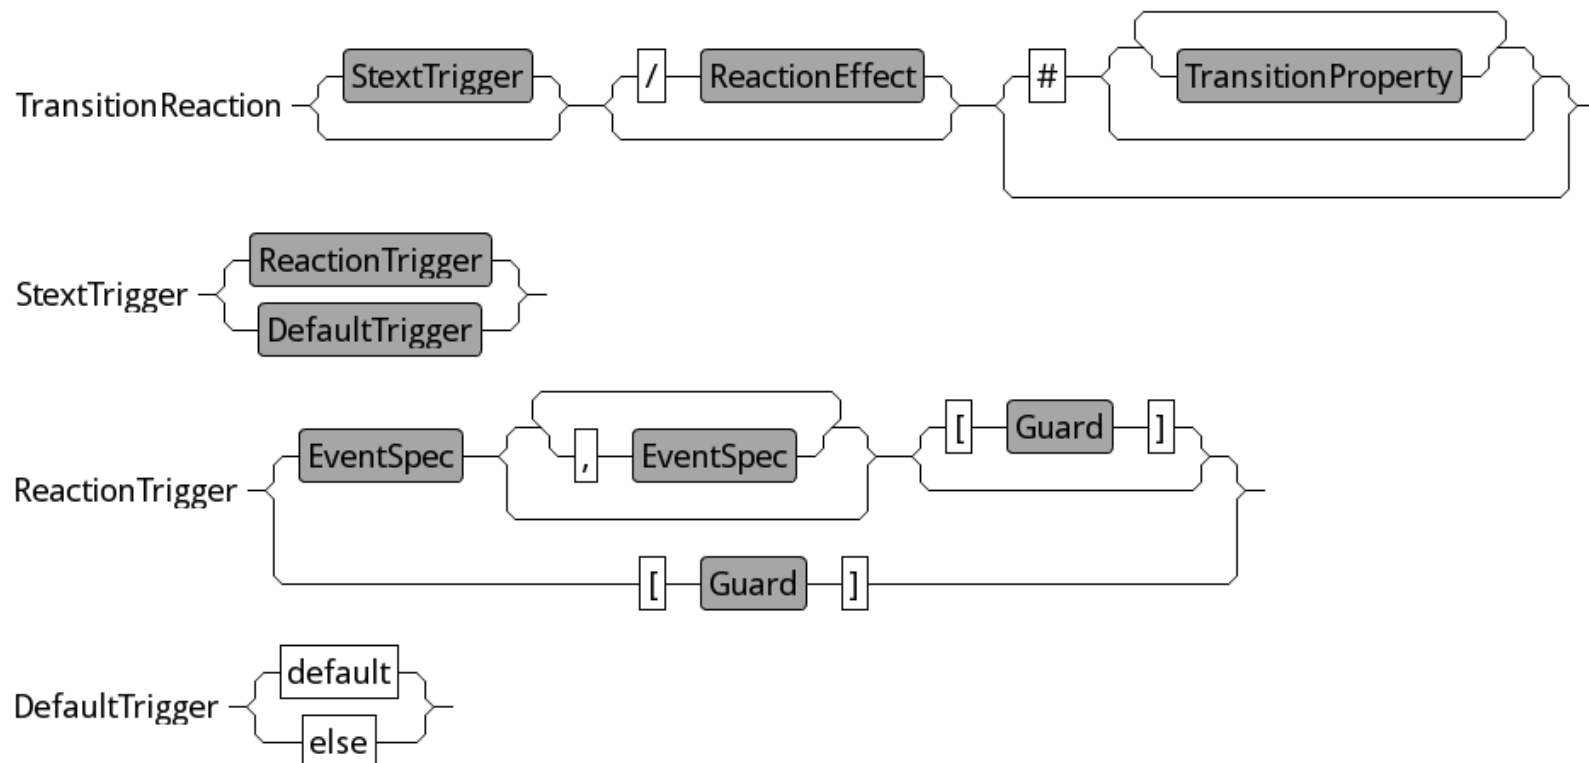 TransitionReaction StextTrigger / ReactionEffect # TransitionProperty
StextTrigger ReactionTrigger
DefaultTrigger
ReactionTrigger EventSpec , EventSpec [ Guard ]
[ Guard ]
DefaultTrigger default
else